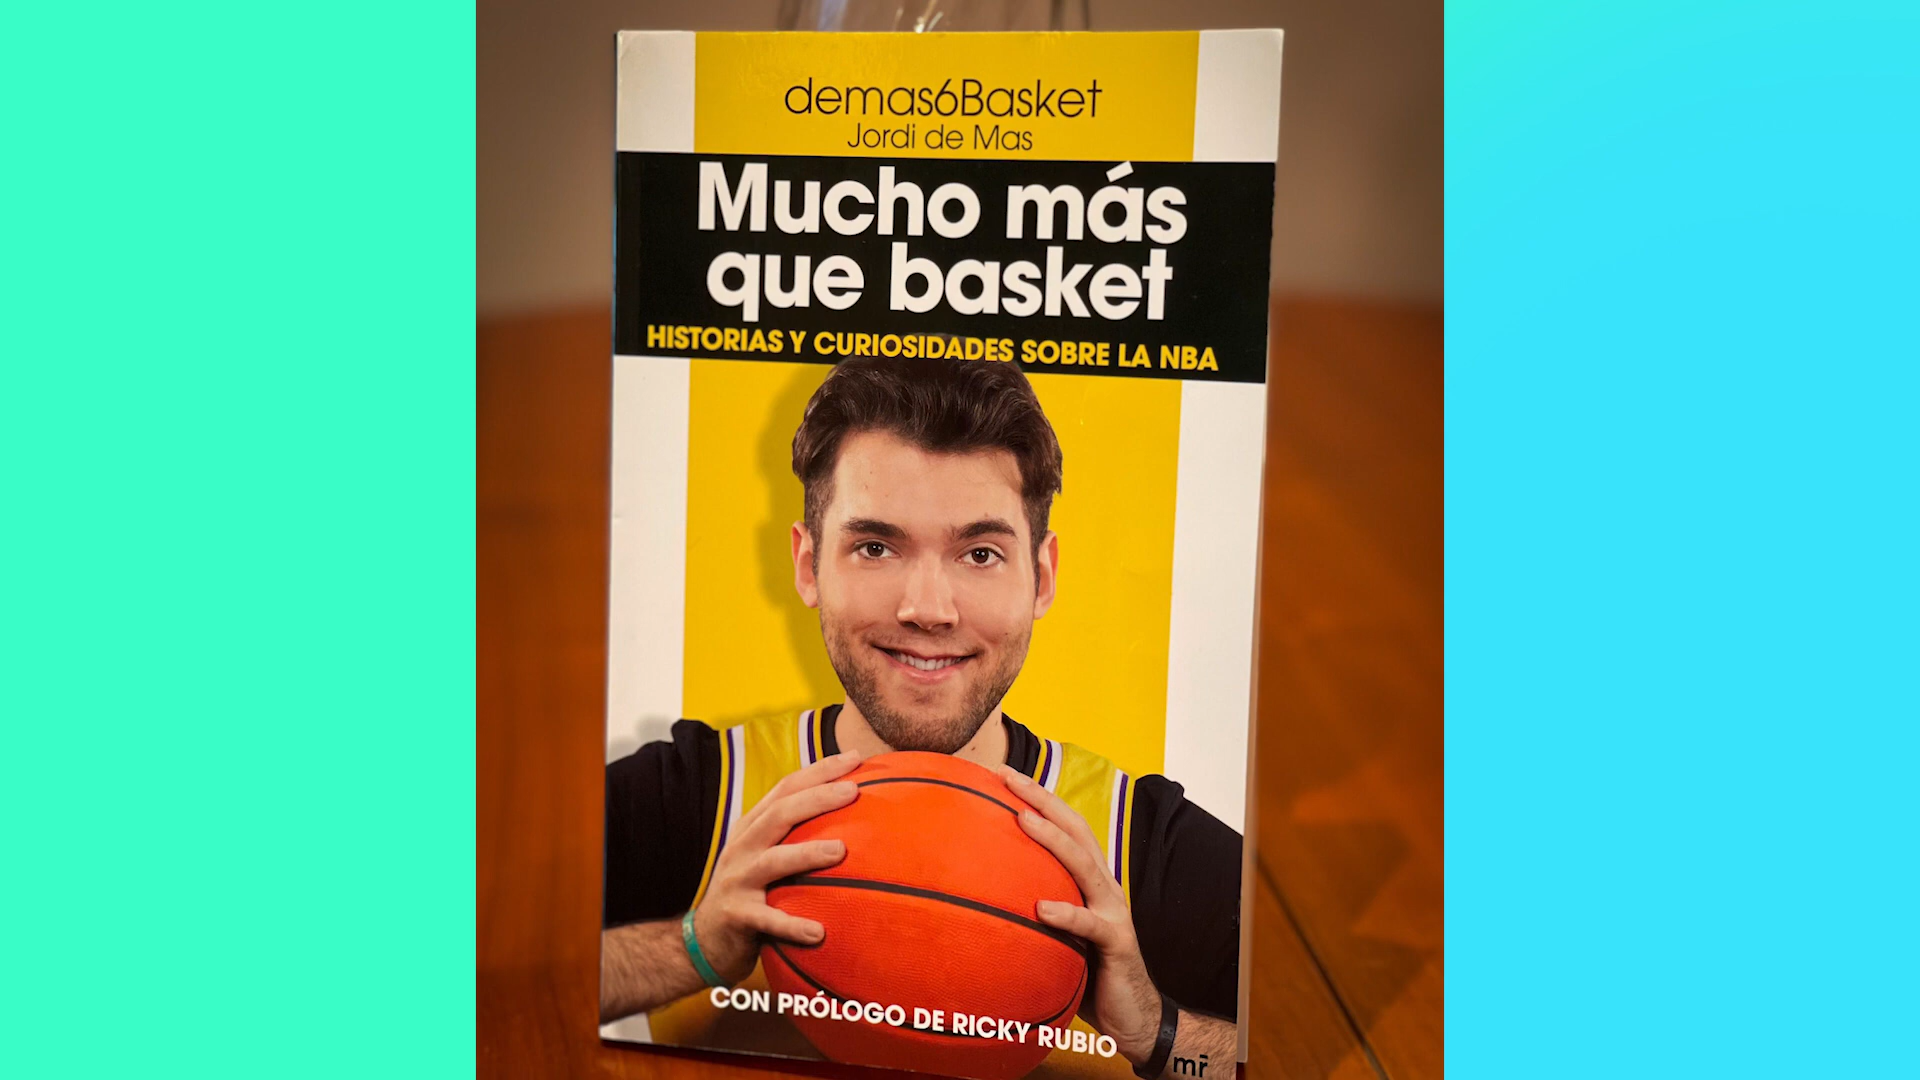 demas6Basket
Jordi de Mas
Mucho más
que basket
HISTORIAS Y CURIOSIDADES SOBRE LA NBA
CON PRÓLOGO DE RICKY RUBIO
mr